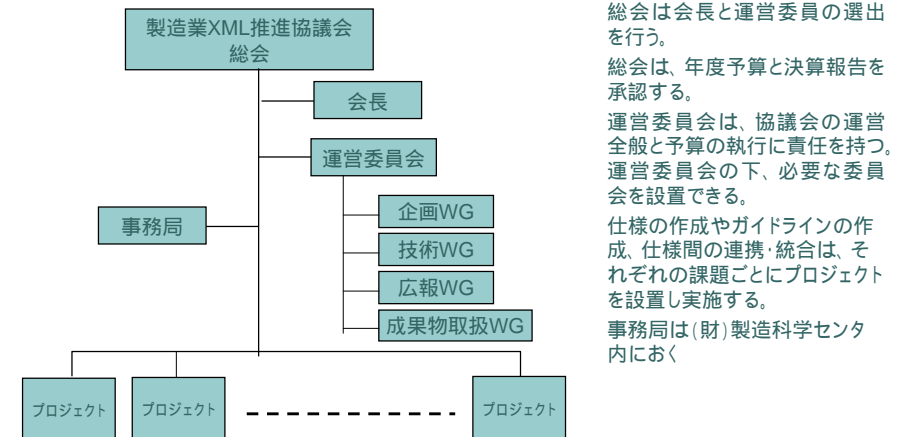 製造業XML推進協議会
総会
会長
運営委員会
企画WG
技術WG
広報WG
成果物取扱WG
事務局
プロジェクト
プロジェクト
プロジェクト
総会は会長と運営委員の選出
を行う。
総会は、年度予算と決算報告を
承認する。
運営委員会は、協議会の運営
全般と予算の執行に責任を持つ。
運営委員会の下、必要な委員
会を設置できる。
仕様の作成やガイドラインの作
成、仕様間の連携・統合は、そ
れぞれの課題ごとにプロジェクト
を設置し実施する。
事務局は(財)製造科学センタ
内におく